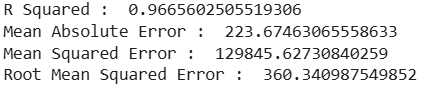 R Squared :  0.9665602505519306
Mean Absolute Error :  223.67463065558633
Mean Squared Error :  129845.62730840259
Root Mean Squared Error :  360.340987549852